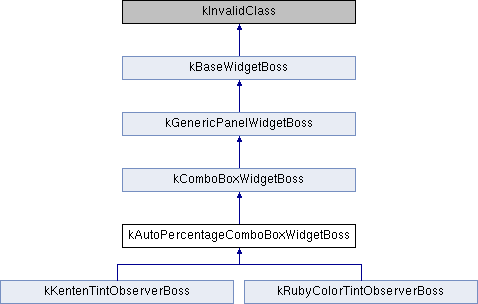 kInvalidClass
kBaseWidgetBoss
kGenericPanelWidgetBoss
kComboBoxWidgetBoss
kAutoPercentageComboBoxWidgetBoss
kKentenTintObserverBoss
kRubyColorTintObserverBoss